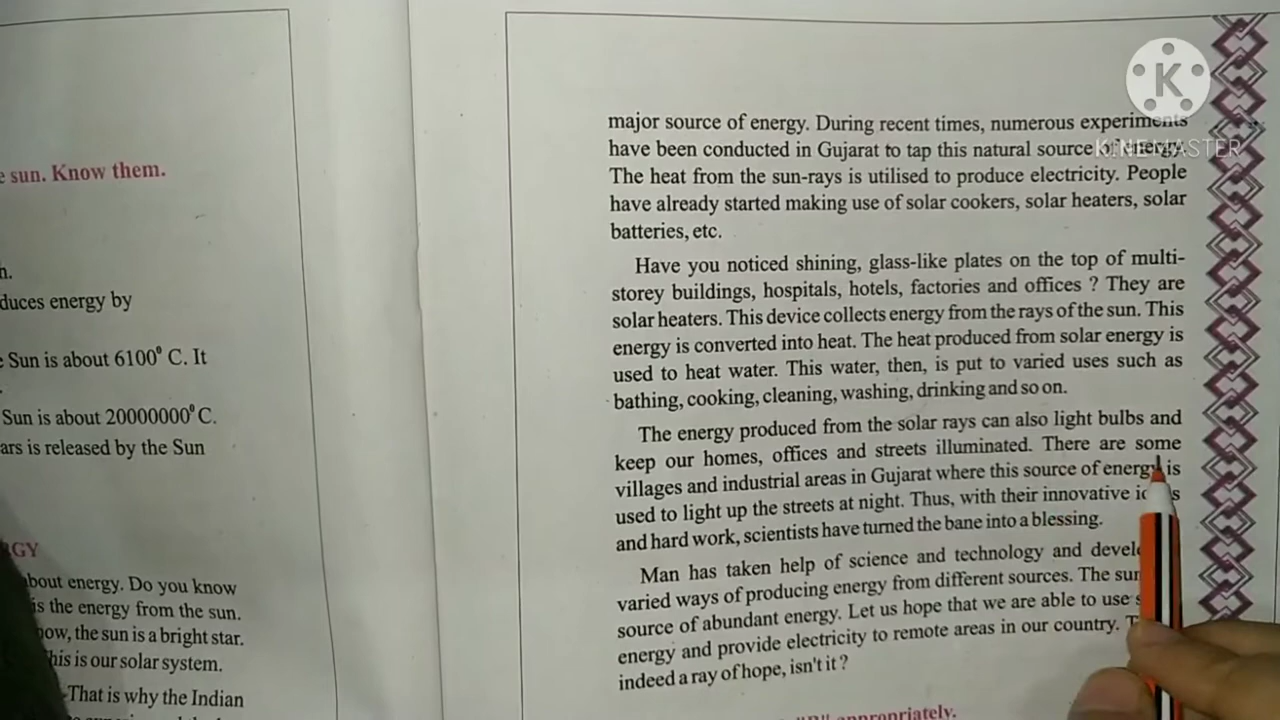 sun. Know them.
duces energy by
Sun is about 6100⁰ C. It
Sun is about 20000000⁰C.
is released by the Sun
about energy. Do you know
is the energy from the sun.
the sun is a bright star.
is our solar system.
That is why the Indian
major source of energy. During recent times, numerous experiments
have been conducted in Gujarat to tap this natural source of energy.
The heat from the sun-rays is utilised to produce electricity. People
have already started making use of solar cookers, solar heaters, solar
batteries, etc.
Have you noticed shining, glass-like plates on the top of multi-
storey buildings, hospitals, hotels, factories and offices ? They are
solar heaters. This device collects energy from the rays of the sun. This
energy is converted into heat. The heat produced from solar energy is
used to heat water. This water, then, is put to varied uses such as
bathing, cooking, cleaning, washing, drinking and so on.
The energy produced from the solar rays can also light bulbs and
keep our homes, offices and streets illuminated. There are some
villages and industrial areas in Gujarat where this source of energy is
used to light up the streets at night. Thus, with their innovative
and hard work, scientists have turned the bane into a blessing.
Man has taken help of science and technology and
varied ways of producing energy from different sources. The
source of abundant energy. Let us hope that we are able to use
energy and provide electricity to remote areas in our country.
indeed a ray of hope, isn't it ?
appropriately.
K
KINEMASTER